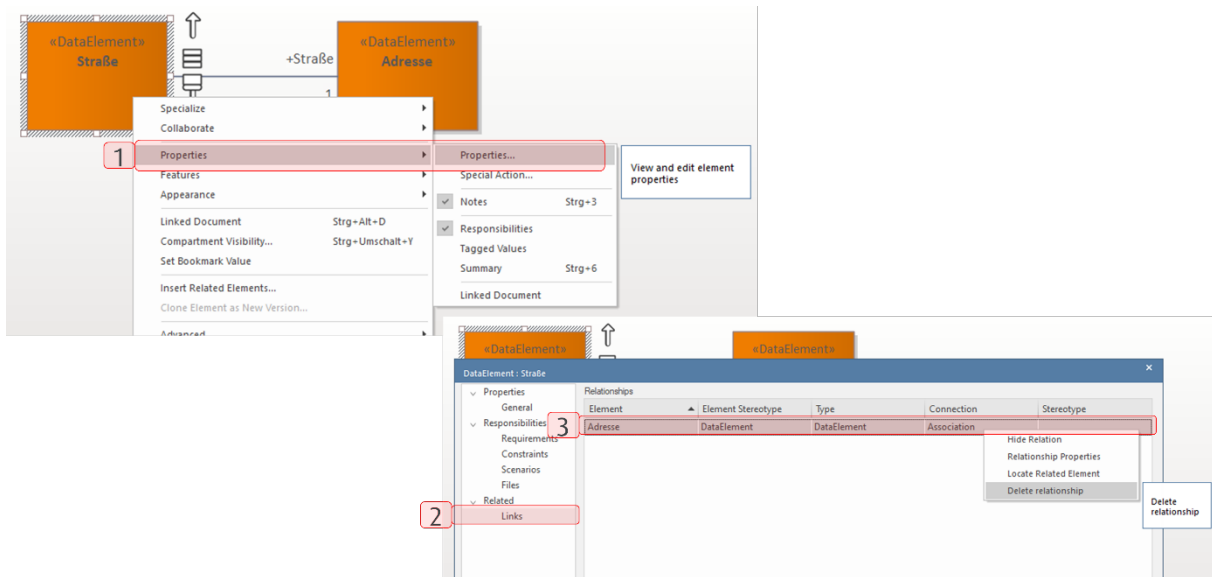 «DataElement»
Straße
+Straße
1
«DataElement»
Adresse
Specialize
Collaborate
1
Properties
Features
Appearance
Linked Document Strg+Alt+D
Compartment Visibility... Strg+Umschalt+Y
Set Bookmark Value
Insert Related Elements...
Clone Element as New Version...
Advanced
Properties...
Special Action...
Notes Strg+3
Responsibilities
Tagged Values
Summary Strg+6
Linked Document
View and edit element
properties
«DataElement»
«DataElement»
DataElement : Straße
Properties
General
Responsibilities
Requirements
Constraints
Scenarios
Files
Related
2
Links
Relationships
Element Element Stereotype Type Connection Stereotype
3
Adresse DataElement DataElement Association
Hide Relation
Relationship Properties
Locate Related Element
Delete relationship
Delete
relationship